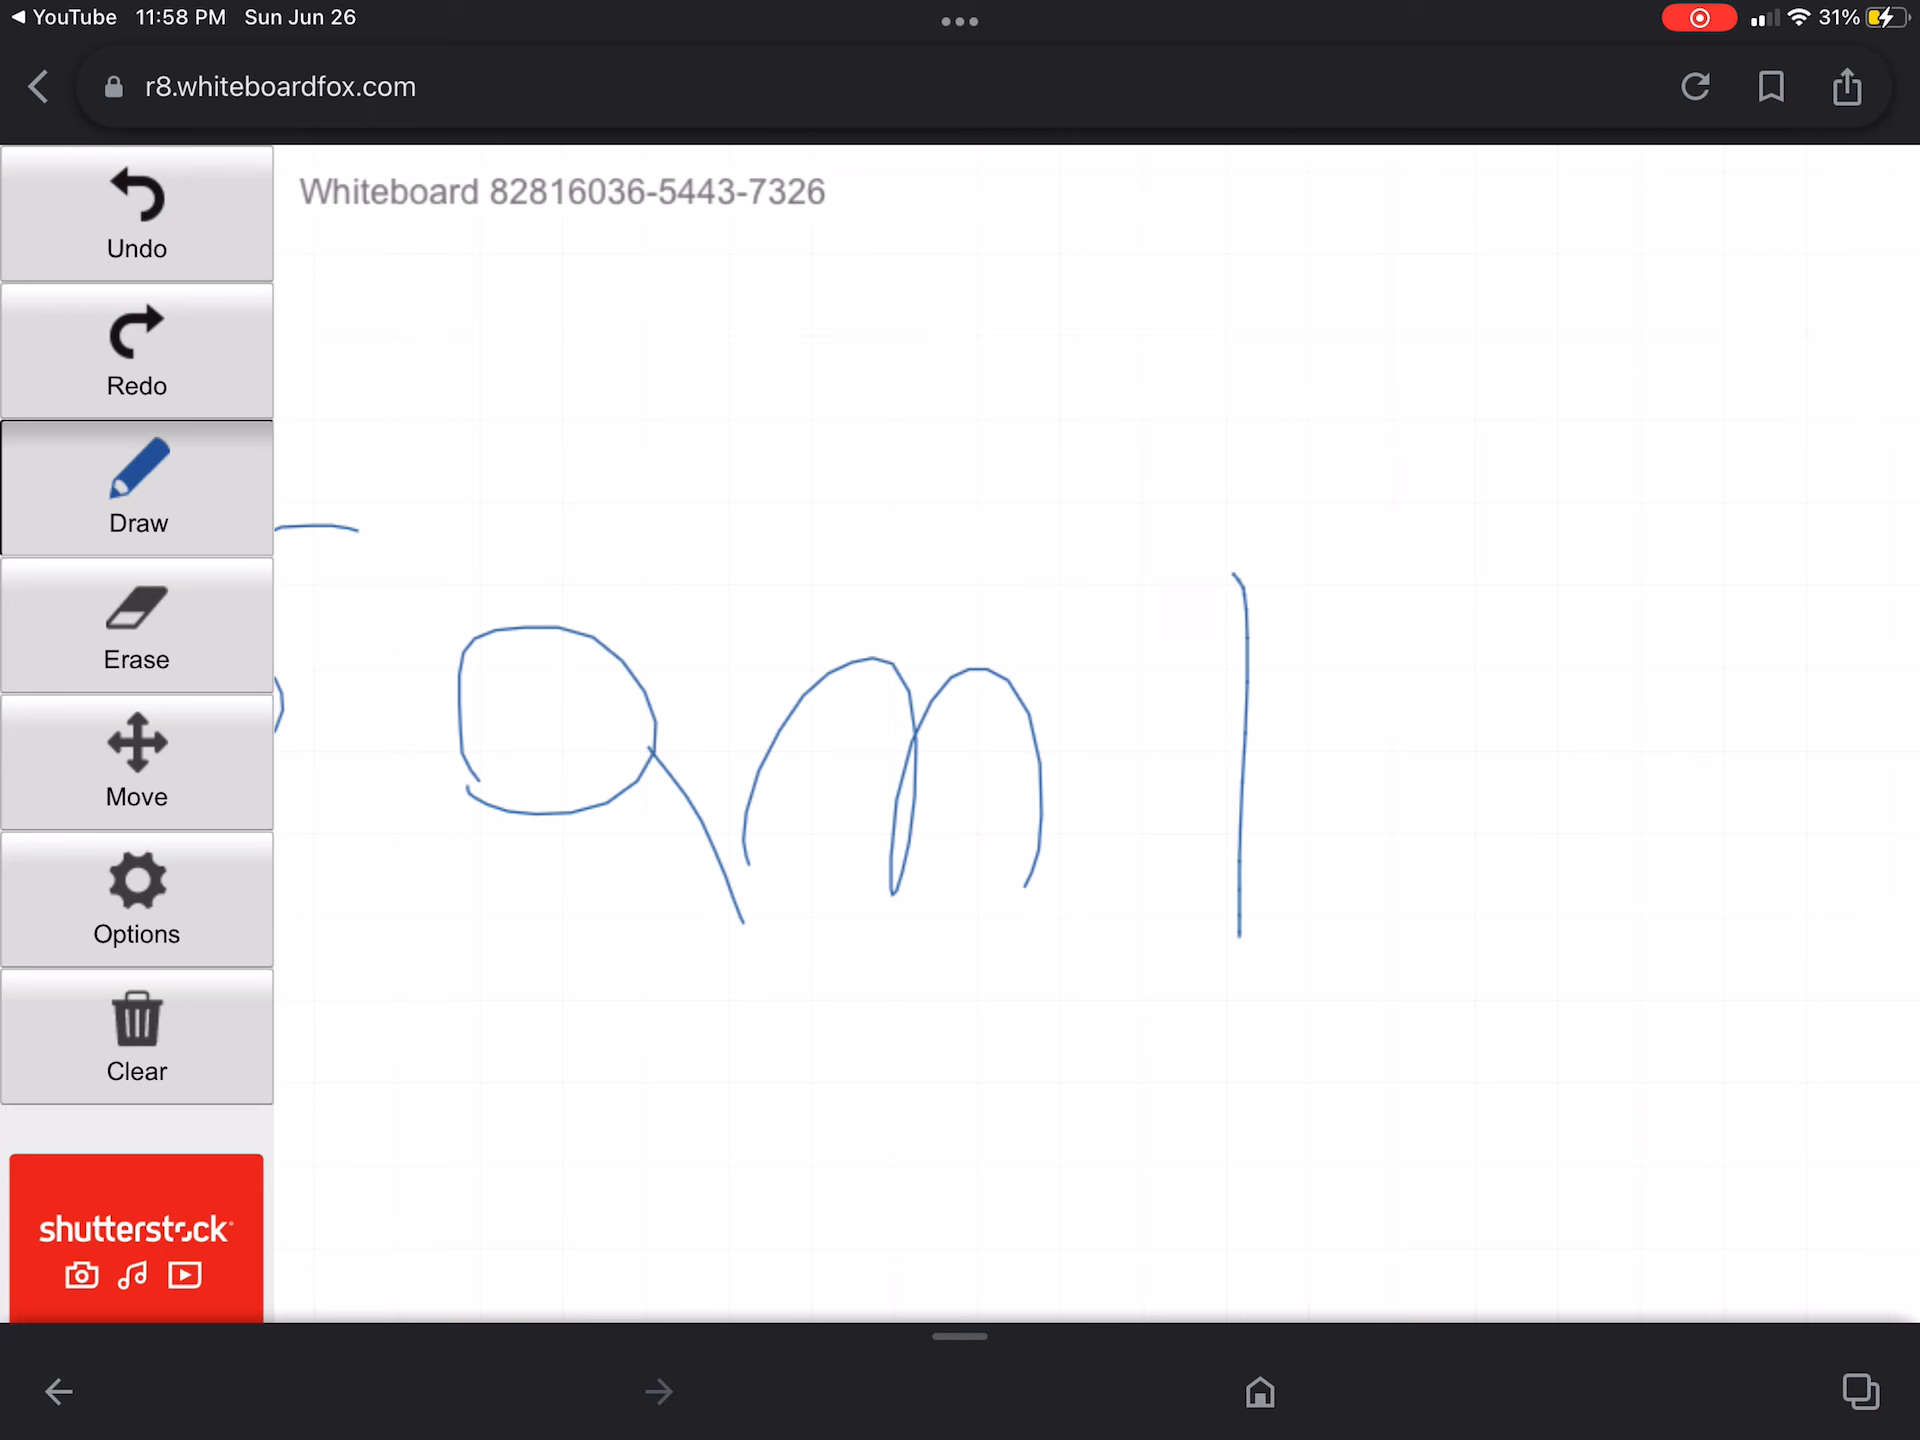 YouTube 11:58 PM Sun Jun 26
31%
r8.whiteboardfox.com
Whiteboard 82816036-5443-7326
Undo
Redo
Draw
Erase
Move
Options
Clear
am l
shutterstock